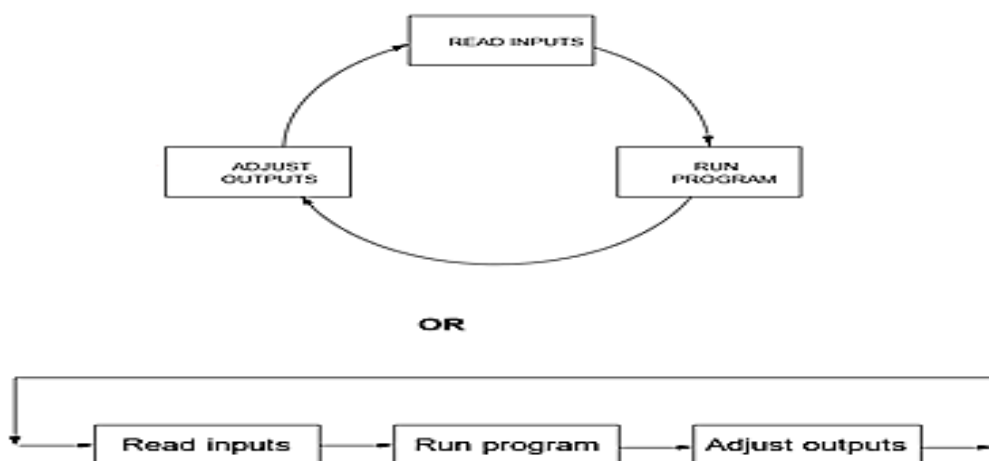 READ INPUTS
ADJUST
OUTPUTS
RUN
PROGRAM
OR
Read inputs
Run program
Adjust outputs